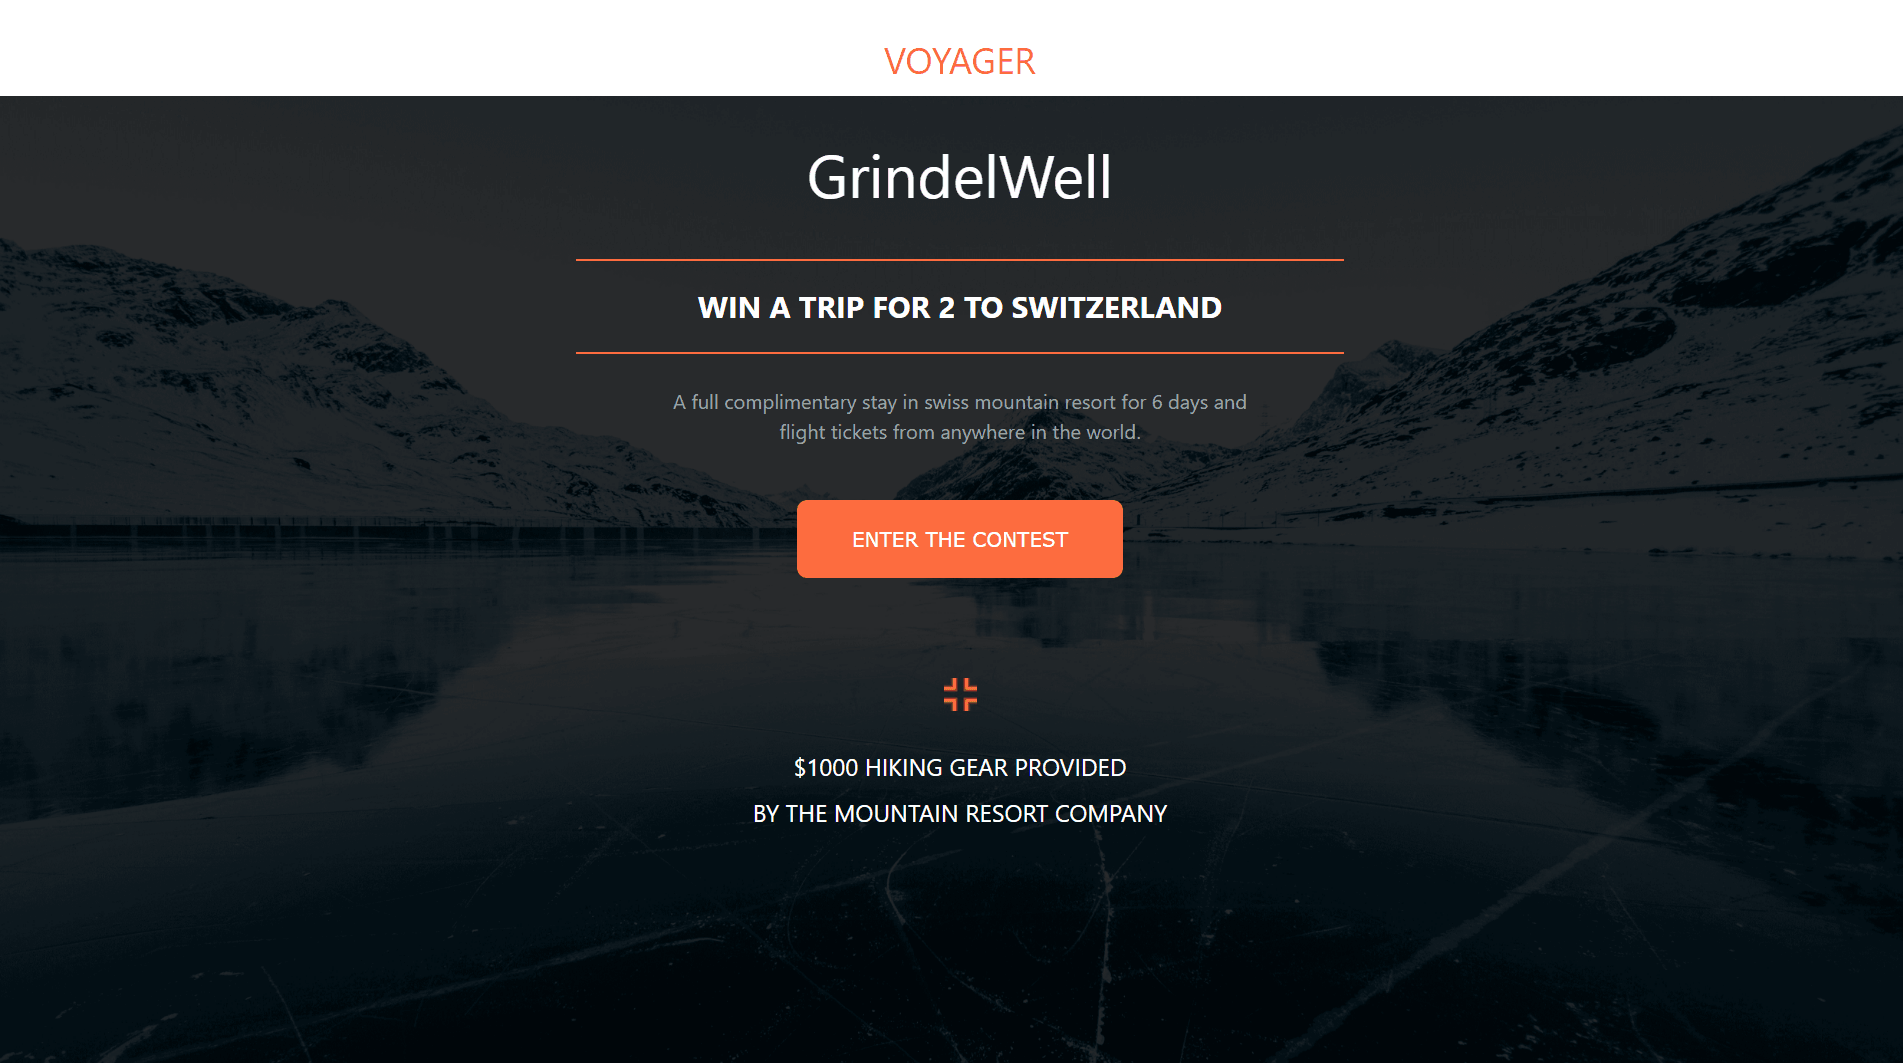 VOYAGER
GrindelWell
WIN A TRIP FOR 2 TO SWITZERLAND
A full complimentary stay in swiss mountain resort for 6 days and
flight tickets from anywhere in the world.
ENTER THE CONTEST
$1000 HIKING GEAR PROVIDED
BY THE MOUNTAIN RESORT COMPANY